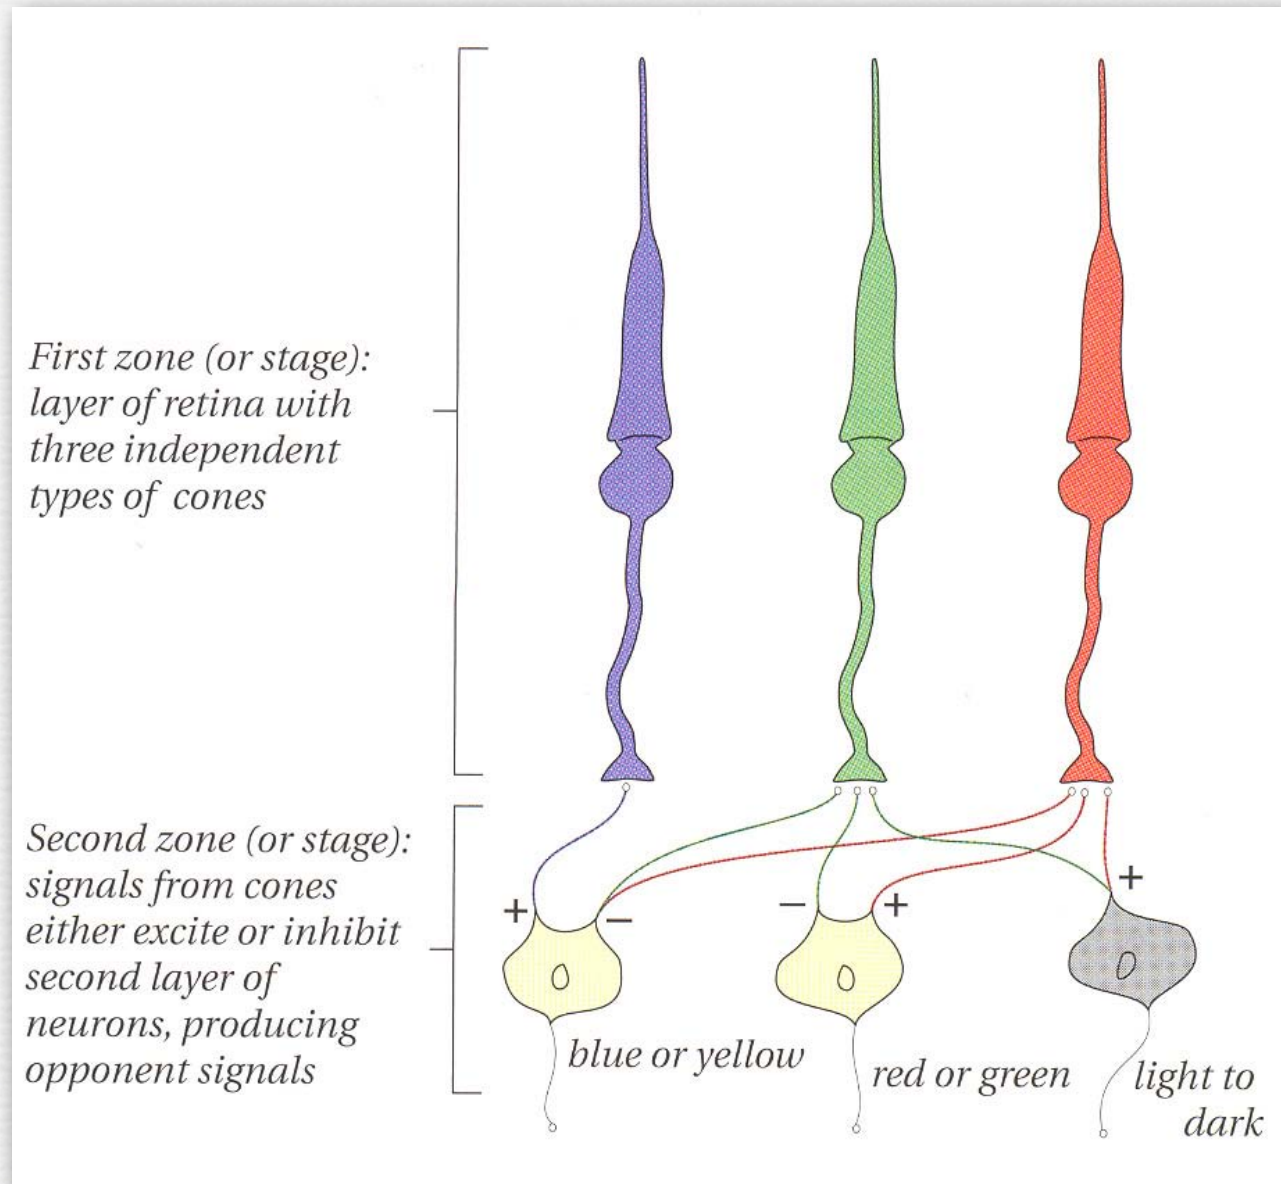 First zone (or stage):
layer of retina with
three independent
types of cones
Second zone (or stage):
signals from cones
either excite or inhibit
second layer of
neurons, producing
opponent signals
+
−
−
+
+
blue or yellow
red or green
light to
dark